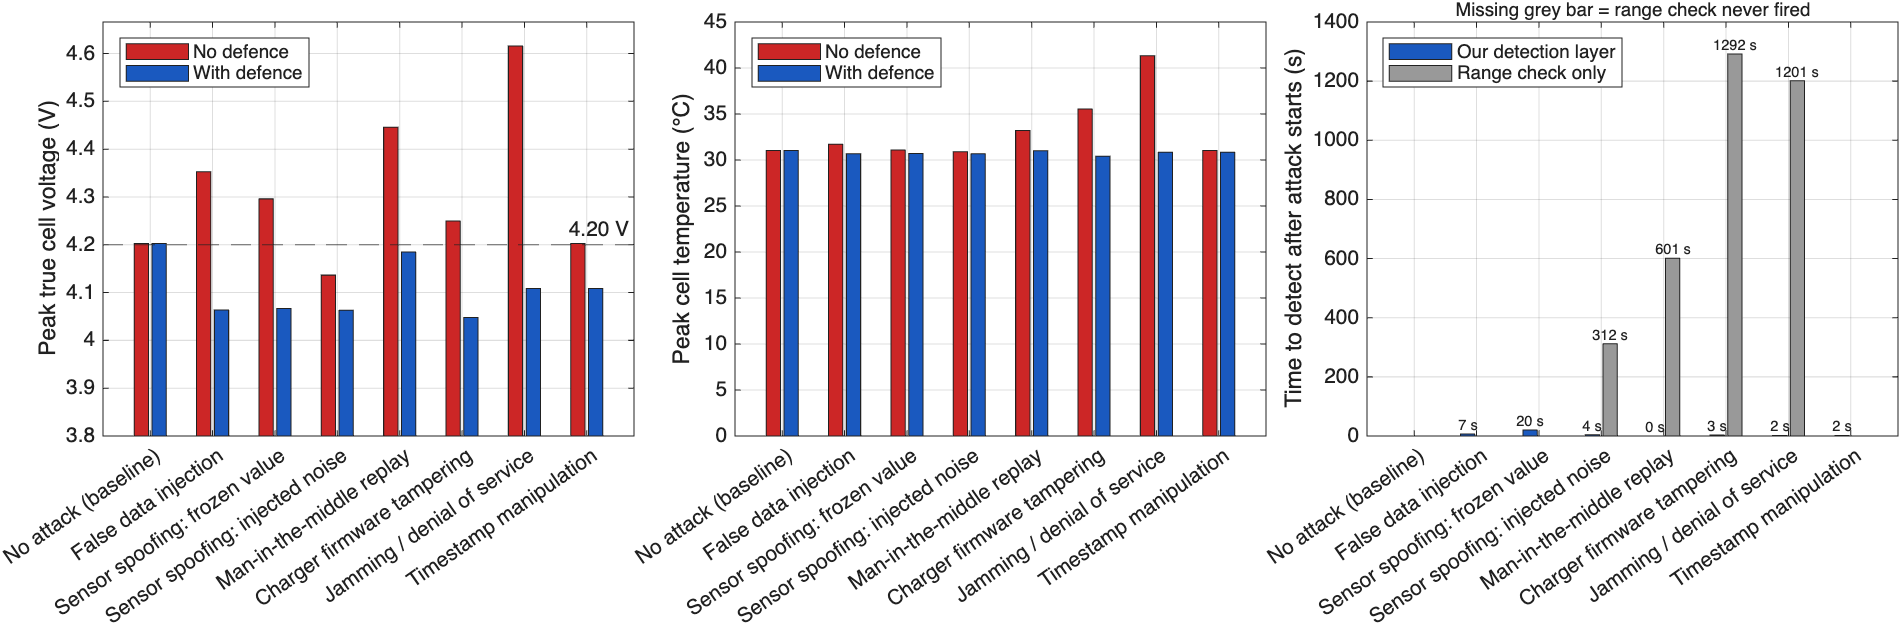 No defence
With defence
4.20 V
Peak true cell voltage (V)
4.6
4.5
4.4
4.3
4.2
4.1
4
3.9
3.8
No attack (baseline)
False data injection
Sensor spoofing: frozen value
Sensor spoofing: injected noise
Man-in-the-middle replay
Charger firmware tampering
Jamming / denial of service
Timestamp manipulation
No defence
With defence
Peak cell temperature (°C)
45
40
35
30
25
20
15
10
5
0
No attack (baseline)
False data injection
Sensor spoofing: frozen value
Sensor spoofing: injected noise
Man-in-the-middle replay
Charger firmware tampering
Jamming / denial of service
Timestamp manipulation
Missing grey bar = range check never fired
Our detection layer
Range check only
Time to detect after attack starts (s)
1400
1200
1000
800
600
400
200
0
7 s
20 s
4 s
312 s
0 s
601 s
3 s
1292 s
2 s
1201 s
2 s
No attack (baseline)
False data injection
Sensor spoofing: frozen value
Sensor spoofing: injected noise
Man-in-the-middle replay
Charger firmware tampering
Jamming / denial of service
Timestamp manipulation